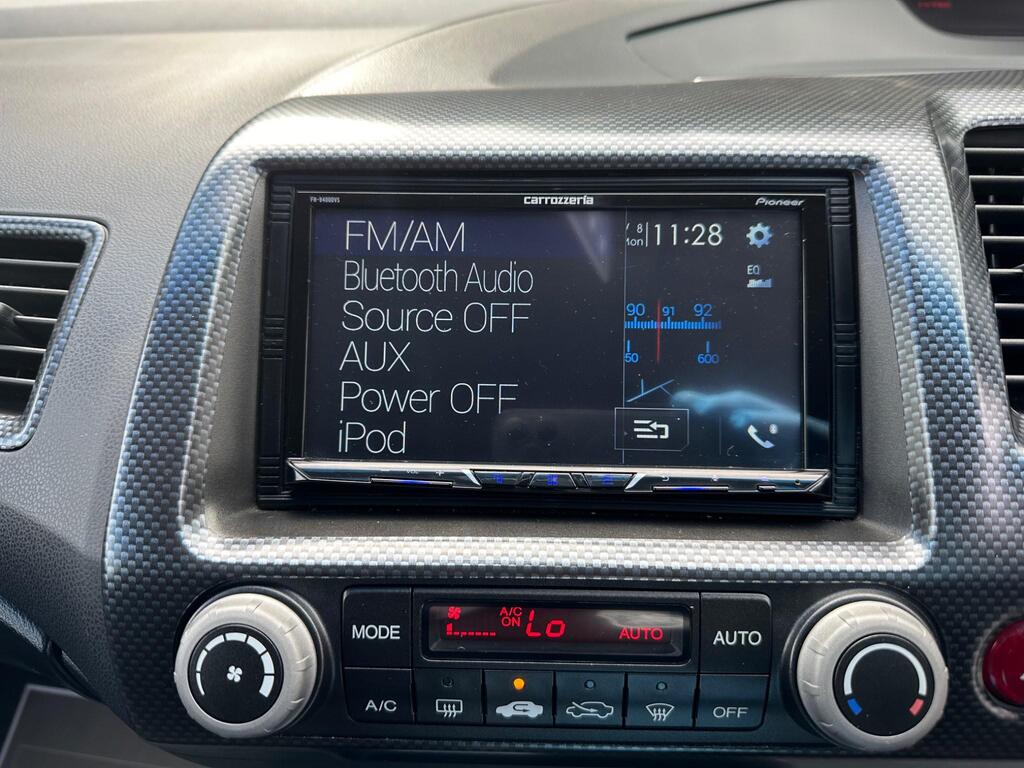 FH-9400DVS
carrozzeria
Pioneer
FM/AM
8
Mon
11:28
Bluetooth Audio
EQ
Source OFF
90 91 92
AUX
50 600
Power OFF
iPod
MODE
A/C
ON
Lo
AUTO
AUTO
A/C
OFF